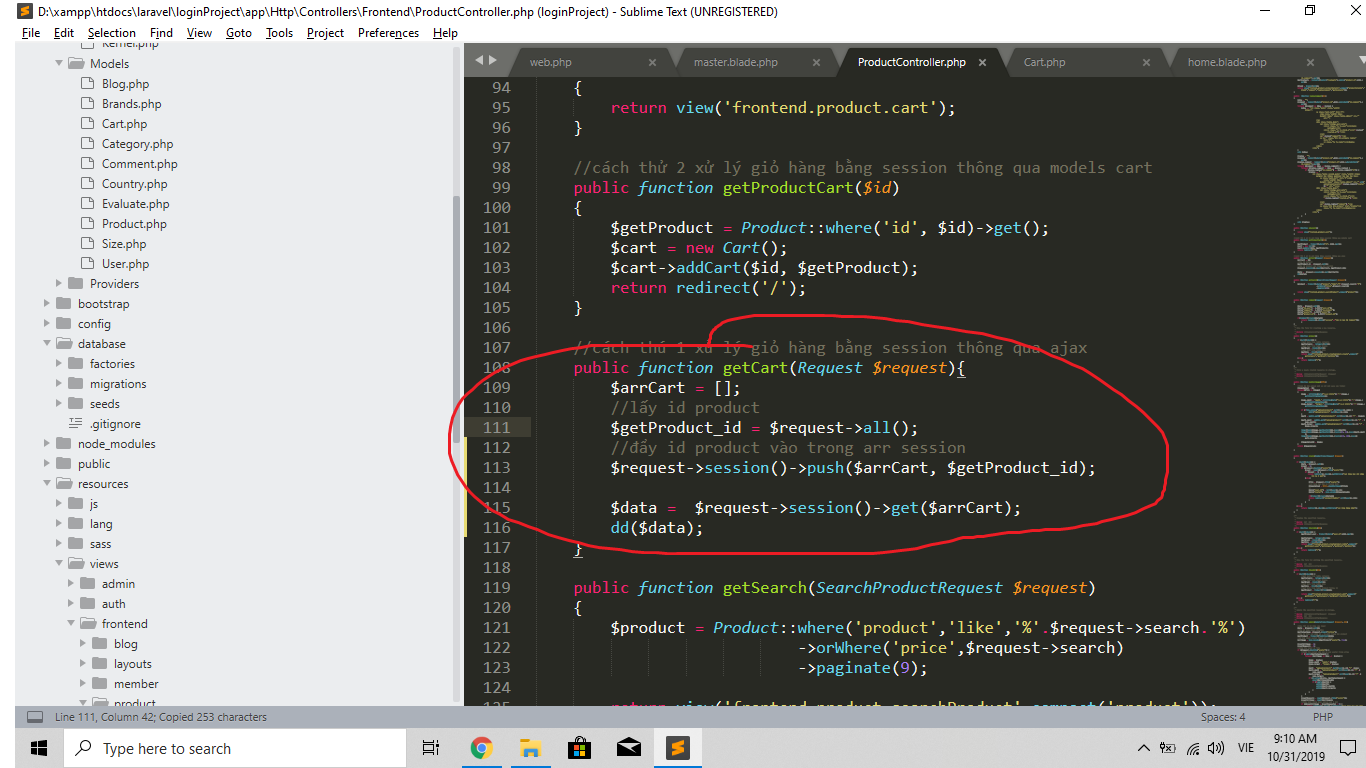 D:\xampp\htdocs\laravel\loginProject\app\Http\Controllers\Frontend\ProductController.php (loginProject) - Sublime Text (UNREGISTERED)
File Edit Selection Find View Goto Tools Project Preferences Help
Kernel.php
Models
Blog.php
Brands.php
Cart.php
Category.php
Comment.php
Country.php
Evaluate.php
Product.php
Size.php
User.php
Providers
bootstrap
config
database
factories
migrations
seeds
.gitignore
node_modules
public
resources
js
lang
sass
views
admin
auth
frontend
blog
layouts
member
product
web.php master.blade.php ProductController.php Cart.php home.blade.php
94 {
95 return view('frontend.product.cart');
96 }
97
98 //cách thử 2 xử lý giỏ hàng bằng session thông qua models cart
99 public function getProductCart($id)
100 {
101 $getProduct = Product::where('id', $id)->get();
102 $cart = new Cart();
103 $cart->addCart($id, $getProduct);
104 return redirect('/');
105 }
106
107 //cách thứ 1 xử lý giỏ hàng bằng session thông qua ajax
108 public function getCart(Request $request){
109 $arrCart = [];
110 //lấy id product
111 $getProduct_id = $request->all();
112 //đẩy id product vào trong arr session
113 $request->session()->push($arrCart, $getProduct_id);
114
115 $data =  $request->session()->get($arrCart);
116 dd($data);
117 }
118
119 public function getSearch(SearchProductRequest $request)
120 {
121 $product = Product::where('product','like','%'.$request->search.'%')
122 ->orWhere('price',$request->search)
123 ->paginate(9);
124
125 return view('frontend.product.searchProduct',compact('product'));
Line 111, Column 42; Copied 253 characters Spaces: 4 PHP
Type here to search VIE 9:10 AM
10/31/2019